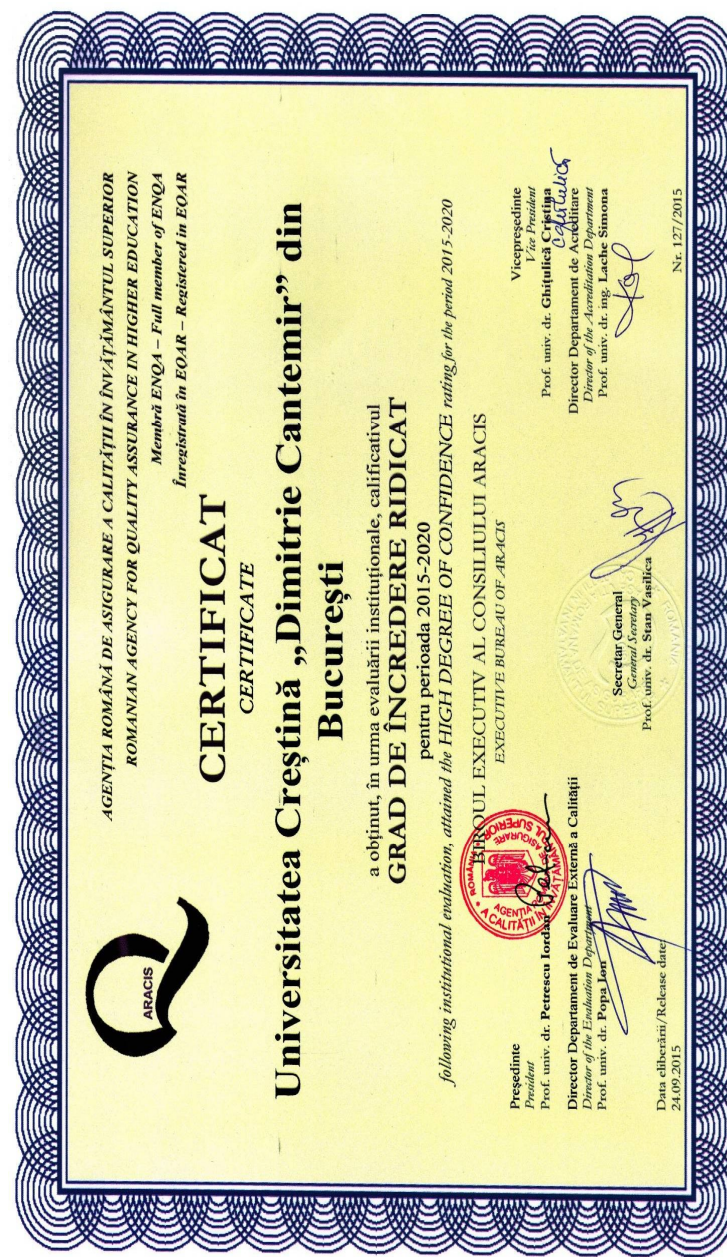 ARACIS
AGENȚIA ROMÂNĂ DE ASIGURARE A CALITĂȚII ÎN ÎNVĂȚĂMÂNTUL SUPERIOR
ROMANIAN AGENCY FOR QUALITY ASSURANCE IN HIGHER EDUCATION
Membră ENQA – Full member of ENQA
Înregistrată în EQAR – Registered in EQAR
CERTIFICAT
CERTIFICATE
Universitatea Creștină „Dimitrie Cantemir” din
București
a obținut, în urma evaluării instituționale, calificativul
GRAD DE ÎNCREDERE RIDICAT
pentru perioada 2015-2020
following institutional evaluation, attained the HIGH DEGREE OF CONFIDENCE rating for the period 2015-2020
BIROUL EXECUTIV AL CONSILIULUI ARACIS
EXECUTIVE BUREAU OF ARACIS
Președinte
President
Prof. univ. dr. Petrescu Iordan
Director Departament de Evaluare Externă a Calității
Director of the Evaluation Department
Prof. univ. dr. Popa Ion
ROMÂNIA
AGENȚIA
ASIGURARE
A CALITĂȚII ÎN
Secretar General
General Secretary
Prof. univ. dr. Stan Vasilica
ROMANIA
Vicepreședinte
Vice President
Prof. univ. dr. Ghițulică Cristina
Director Departament de Acreditare
Director of the Accreditation Department
Prof. univ. dr. ing. Lache Simona
Data eliberării/Release date:
24.09.2015
Nr. 127/2015